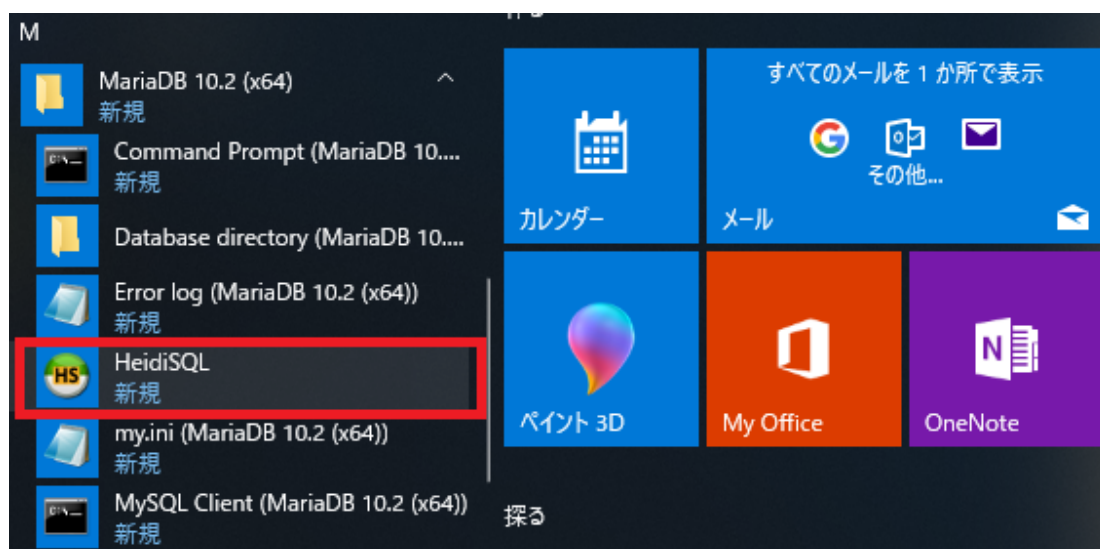 M
MariaDB 10.2 (x64)
新規
Command Prompt (MariaDB 10....
新規
Database directory (MariaDB 10....
Error log (MariaDB 10.2 (x64))
新規
HS
HeidiSQL
新規
my.ini (MariaDB 10.2 (x64))
新規
MySQL Client (MariaDB 10.2 (x64))
新規
カレンダー
すべてのメールを 1 か所で表示
その他...
メール
ペイント 3D
My Office
N
OneNote
探る